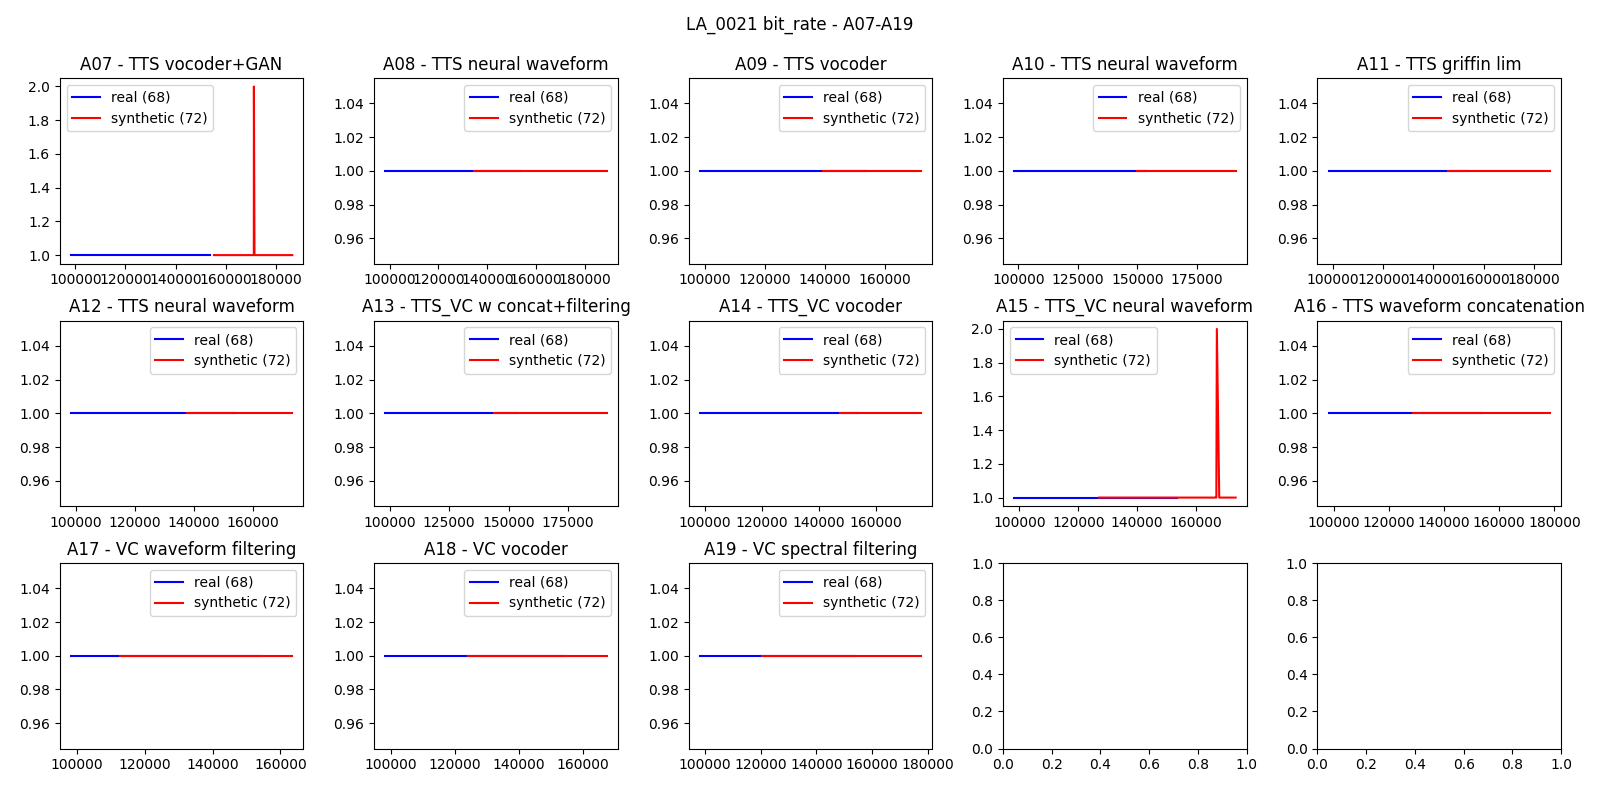 LA_0021 bit_rate - A07-A19
A07 - TTS vocoder+GAN
real (68)
synthetic (72)
2.0
1.8
1.6
1.4
1.2
1.0
100000 120000 140000 160000 180000
A08 - TTS neural waveform
real (68)
synthetic (72)
1.04
1.02
1.00
0.98
0.96
100000 120000 140000 160000 180000
A09 - TTS vocoder
real (68)
synthetic (72)
1.04
1.02
1.00
0.98
0.96
100000 120000 140000 160000
A10 - TTS neural waveform
real (68)
synthetic (72)
1.04
1.02
1.00
0.98
0.96
100000 125000 150000 175000
A11 - TTS griffin lim
real (68)
synthetic (72)
1.04
1.02
1.00
0.98
0.96
100000 120000 140000 160000 180000
A12 - TTS neural waveform
real (68)
synthetic (72)
1.04
1.02
1.00
0.98
0.96
100000 120000 140000 160000
A13 - TTS_VC w concat+filtering
real (68)
synthetic (72)
1.04
1.02
1.00
0.98
0.96
100000 125000 150000 175000
A14 - TTS_VC vocoder
real (68)
synthetic (72)
1.04
1.02
1.00
0.98
0.96
100000 120000 140000 160000
A15 - TTS_VC neural waveform
real (68)
synthetic (72)
2.0
1.8
1.6
1.4
1.2
1.0
100000 120000 140000 160000
A16 - TTS waveform concatenation
real (68)
synthetic (72)
1.04
1.02
1.00
0.98
0.96
100000 120000 140000 160000 180000
A17 - VC waveform filtering
real (68)
synthetic (72)
1.04
1.02
1.00
0.98
0.96
100000 120000 140000 160000
A18 - VC vocoder
real (68)
synthetic (72)
1.04
1.02
1.00
0.98
0.96
100000 120000 140000 160000
A19 - VC spectral filtering
real (68)
synthetic (72)
1.04
1.02
1.00
0.98
0.96
100000 120000 140000 160000 180000
1.0
0.8
0.6
0.4
0.2
0.0
0.0 0.2 0.4 0.6 0.8 1.0
1.0
0.8
0.6
0.4
0.2
0.0
0.0 0.2 0.4 0.6 0.8 1.0